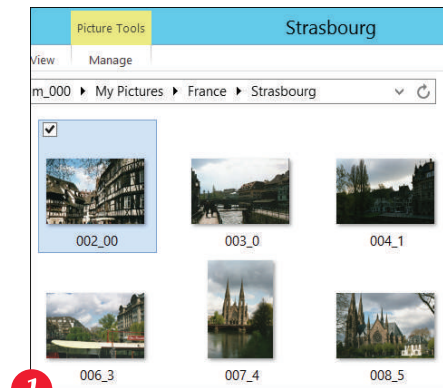 Picture Tools Strasbourg
View Manage
m_000 ▸ My Pictures ▸ France ▸ Strasbourg
002_00 003_0 004_1
006_3 007_4 008_5
1